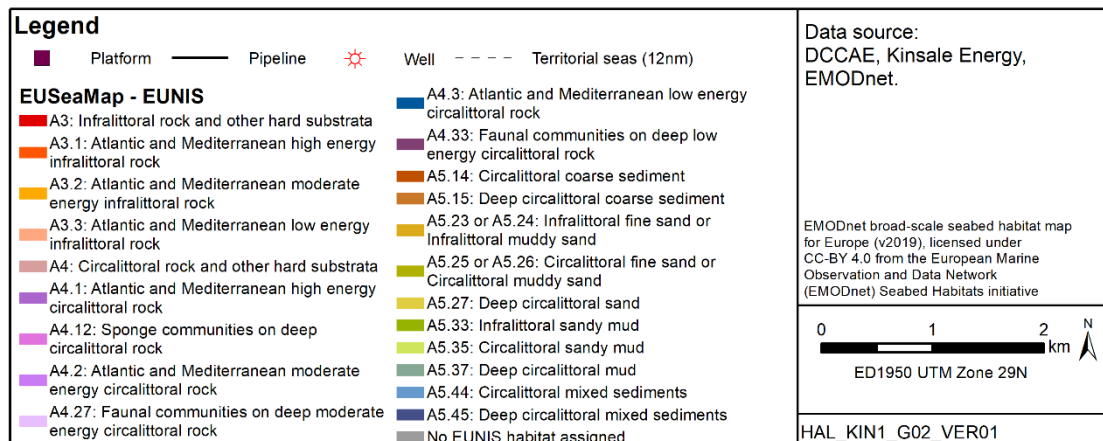 Legend
Platform Pipeline Well Territorial seas (12nm)
EUSeaMap - EUNIS
A3: Infralittoral rock and other hard substrata
A3.1: Atlantic and Mediterranean high energy
infralittoral rock
A3.2: Atlantic and Mediterranean moderate
energy infralittoral rock
A3.3: Atlantic and Mediterranean low energy
infralittoral rock
A4: Circalittoral rock and other hard substrata
A4.1: Atlantic and Mediterranean high energy
circalittoral rock
A4.12: Sponge communities on deep
circalittoral rock
A4.2: Atlantic and Mediterranean moderate
energy circalittoral rock
A4.27: Faunal communities on deep moderate
energy circalittoral rock
A4.3: Atlantic and Mediterranean low energy
circalittoral rock
A4.33: Faunal communities on deep low
energy circalittoral rock
A5.14: Circalittoral coarse sediment
A5.15: Deep circalittoral coarse sediment
A5.23 or A5.24: Infralittoral fine sand or
Infralittoral muddy sand
A5.25 or A5.26: Circalittoral fine sand or
Circalittoral muddy sand
A5.27: Deep circalittoral sand
A5.33: Infralittoral sandy mud
A5.35: Circalittoral sandy mud
A5.37: Deep circalittoral mud
A5.44: Circalittoral mixed sediments
A5.45: Deep circalittoral mixed sediments
No EUNIS habitat assigned
Data source:
DCCAE, Kinsale Energy,
EMODnet.
EMODnet broad-scale seabed habitat map
for Europe (v2019), licensed under
CC-BY 4.0 from the European Marine
Observation and Data Network
(EMODnet) Seabed Habitats initiative
0 1 2
km
N
ED1950 UTM Zone 29N
HAL_KIN1_G02_VER01